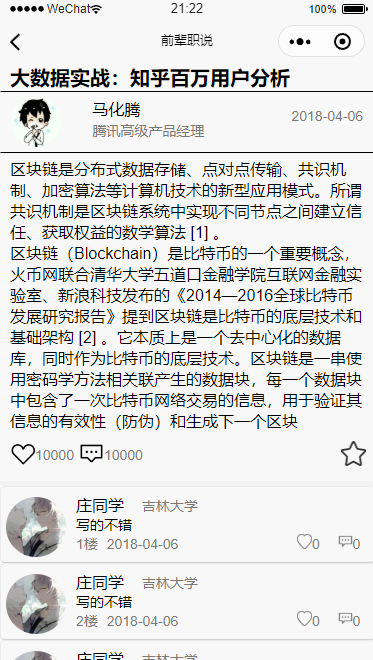 WeChat 21:22 100%
前辈职说
大数据实战：知乎百万用户分析
马化腾
2018-04-06
腾讯高级产品经理
区块链是分布式数据存储、点对点传输、共识机
制、加密算法等计算机技术的新型应用模式。所谓
共识机制是区块链系统中实现不同节点之间建立信
任、获取权益的数学算法 [1] 。
区块链（Blockchain）是比特币的一个重要概念，
火币网联合清华大学五道口金融学院互联网金融实
验室、新浪科技发布的《2014—2016全球比特币
发展研究报告》提到区块链是比特币的底层技术和
基础架构 [2] 。它本质上是一个去中心化的数据
库，同时作为比特币的底层技术。区块链是一串使
用密码学方法相关联产生的数据块，每一个数据块
中包含了一次比特币网络交易的信息，用于验证其
信息的有效性（防伪）和生成下一个区块
10000 10000
庄同学 吉林大学
写的不错
1楼 2018-04-06 0 0
庄同学 吉林大学
写的不错
2楼 2018-04-06 0 0
庄同学 吉林大学